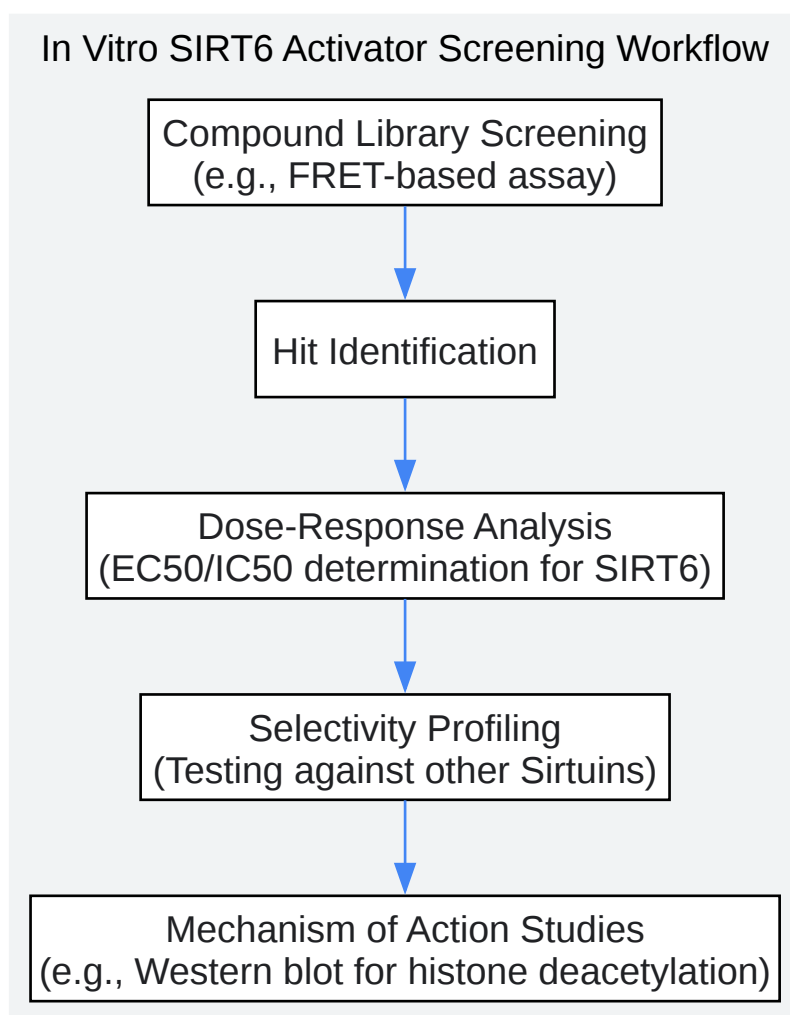 In Vitro SIRT6 Activator Screening Workflow
Compound Library Screening
(e.g., FRET-based assay)
Hit Identification
Dose-Response Analysis
(EC50/IC50 determination for SIRT6)
Selectivity Profiling
(Testing against other Sirtuins)
Mechanism of Action Studies
(e.g., Western blot for histone deacetylation)